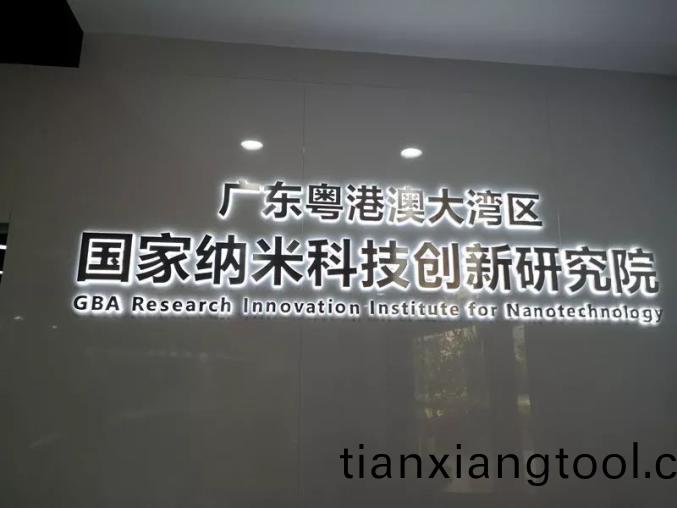 广东粤港澳大湾区
国家纳米科技创新研究院
GBA Research Innovation Institute for Nanotechnology
tianxiangtool.c